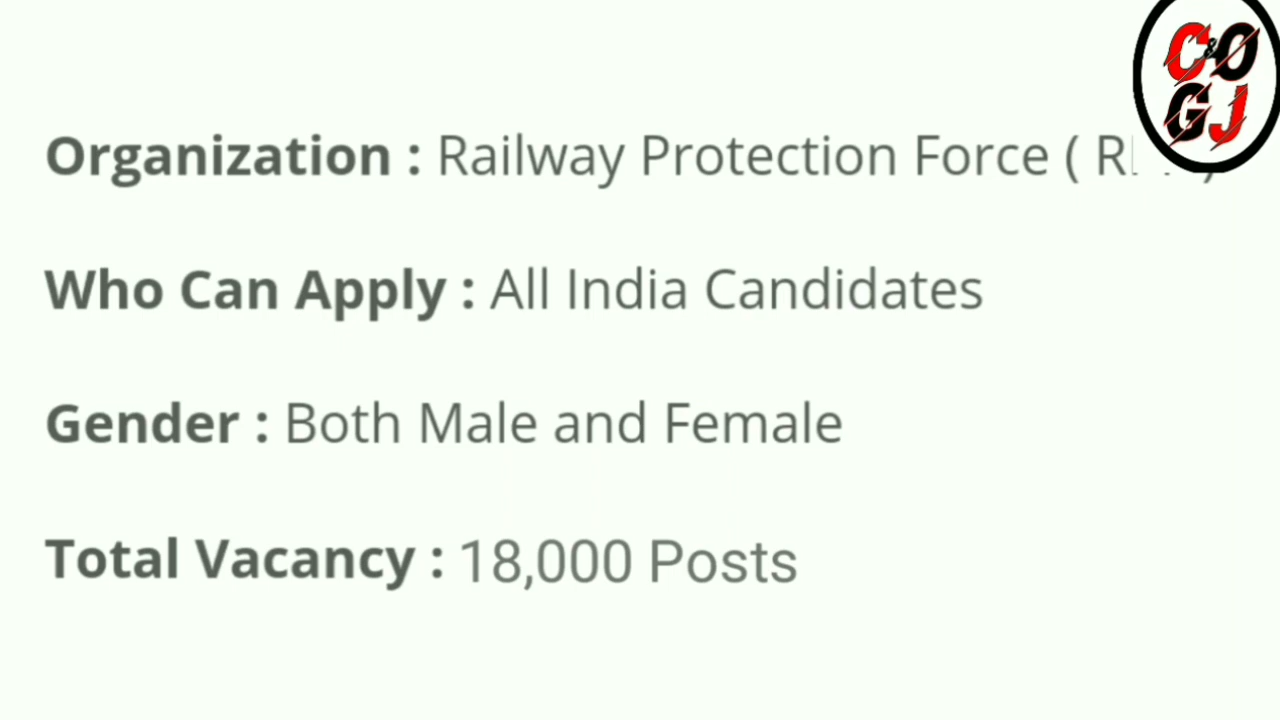 C&O
GJ
Organization : Railway Protection Force (
Who Can Apply : All India Candidates
Gender : Both Male and Female
Total Vacancy : 18,000 Posts